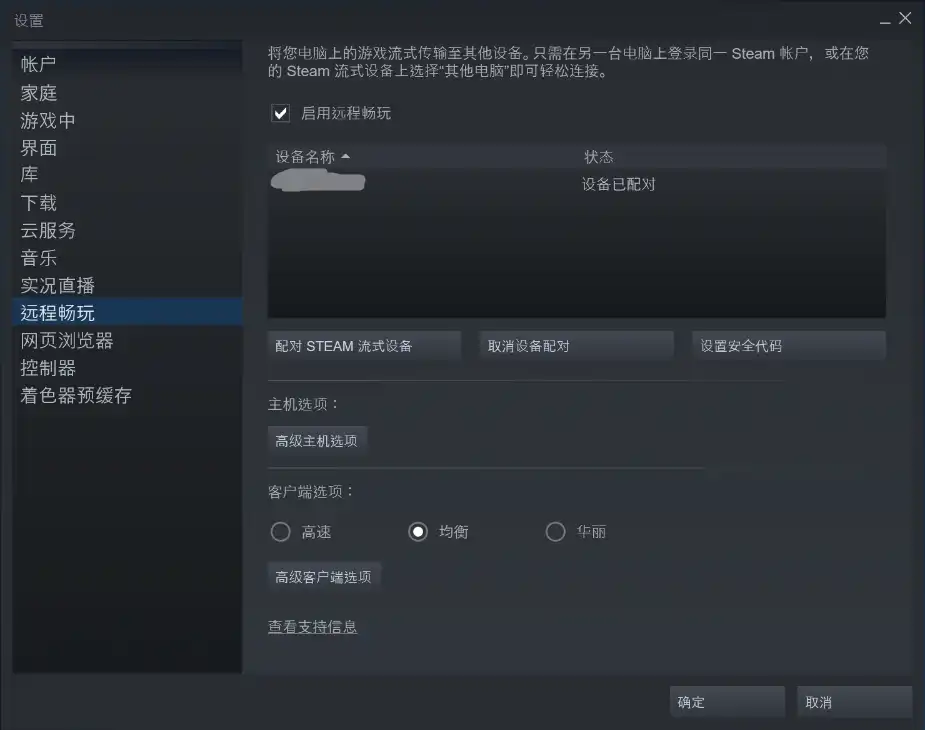 设置
帐户
家庭
游戏中
界面
库
下载
云服务
音乐
实况直播
远程畅玩
网页浏览器
控制器
着色器预缓存
将您电脑上的游戏流式传输至其他设备。只需在另一台电脑上登录同一 Steam 帐户，或在您
的 Steam 流式设备上选择“其他电脑”即可轻松连接。
启用远程畅玩
设备名称 状态
设备已配对
配对 STEAM 流式设备 取消设备配对 设置安全代码
主机选项：
高级主机选项
客户端选项：
高速 均衡 华丽
高级客户端选项
查看支持信息
确定 取消